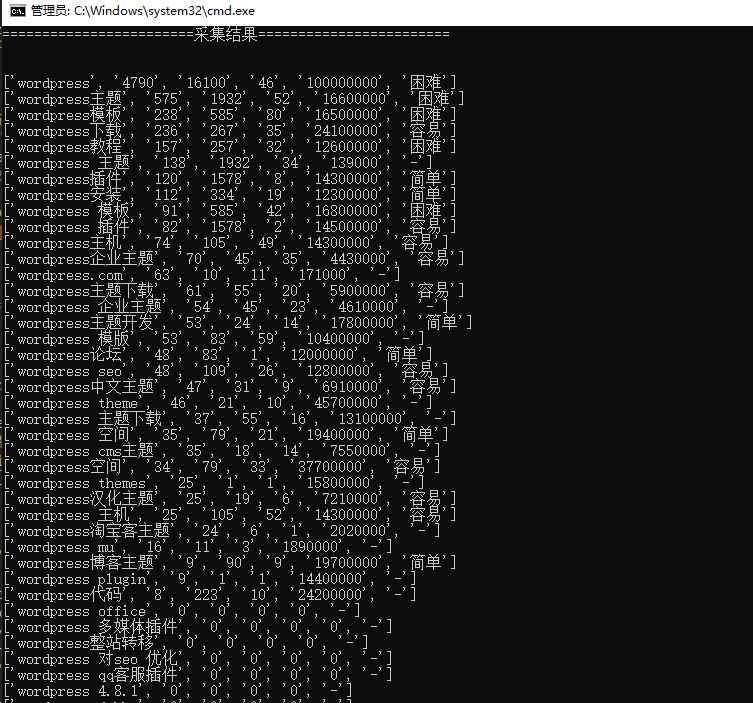 管理员: C:\Windows\system32\cmd.exe
========================采集结果========================
['wordpress', '4790', '16100', '46', '100000000', '困难']
['wordpress主题', '575', '1932', '52', '16600000', '困难']
['wordpress模板', '238', '585', '80', '16500000', '困难']
['wordpress下载', '236', '267', '35', '24100000', '容易']
['wordpress教程', '157', '257', '32', '12600000', '困难']
['wordpress 主题', '138', '1932', '34', '139000', '-']
['wordpress插件', '120', '1578', '8', '14300000', '简单']
['wordpress安装', '112', '334', '19', '12300000', '简单']
['wordpress 模板', '91', '585', '42', '16800000', '困难']
['wordpress 插件', '82', '1578', '2', '14500000', '容易']
['wordpress主机', '74', '105', '49', '14300000', '容易']
['wordpress企业主题', '70', '45', '35', '4430000', '容易']
['wordpress.com', '63', '10', '11', '171000', '-']
['wordpress主题下载', '61', '55', '20', '5900000', '容易']
['wordpress 企业主题', '54', '45', '23', '4610000', '-']
['wordpress主题开发', '53', '24', '14', '17800000', '简单']
['wordpress 模版', '53', '83', '59', '10400000', '-']
['wordpress论坛', '48', '83', '1', '12000000', '简单']
['wordpress seo', '48', '109', '26', '12800000', '容易']
['wordpress中文主题', '47', '31', '9', '6910000', '容易']
['wordpress theme', '46', '21', '10', '45700000', '-']
['wordpress 主题下载', '37', '55', '16', '13100000', '-']
['wordpress 空间', '35', '79', '21', '19400000', '简单']
['wordpress cms主题', '35', '18', '14', '7550000', '-']
['wordpress空间', '34', '79', '33', '37700000', '容易']
['wordpress themes', '25', '1', '1', '15800000', '-']
['wordpress汉化主题', '25', '19', '6', '7210000', '容易']
['wordpress 主机', '25', '105', '52', '14300000', '容易']
['wordpress淘宝客主题', '24', '6', '1', '2020000', '-']
['wordpress mu', '16', '11', '3', '1890000', '-']
['wordpress博客主题', '9', '90', '9', '19700000', '简单']
['wordpress plugin', '9', '1', '1', '14400000', '-']
['wordpress代码', '8', '223', '10', '24200000', '-']
['wordpress office', '0', '0', '0', '0', '-']
['wordpress 多媒体插件', '0', '0', '0', '0', '-']
['wordpress整站转移', '0', '0', '0', '0', '-']
['wordpress 对seo 优化', '0', '0', '0', '0', '-']
['wordpress qq客服插件', '0', '0', '0', '0', '-']
['wordpress 4.8.1', '0', '0', '0', '0', '-']